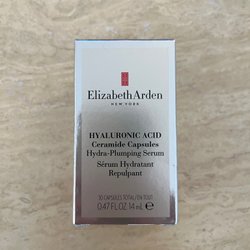 Elizabeth Arden
NEW YORK
HYALURONIC ACID
Ceramide Capsules
Hydra-Plumping Serum
Sérum Hydratant
Repulpant
30 CAPSULES TOTAL/EN TOUT
0.47 FL OZ 14 mL ℮